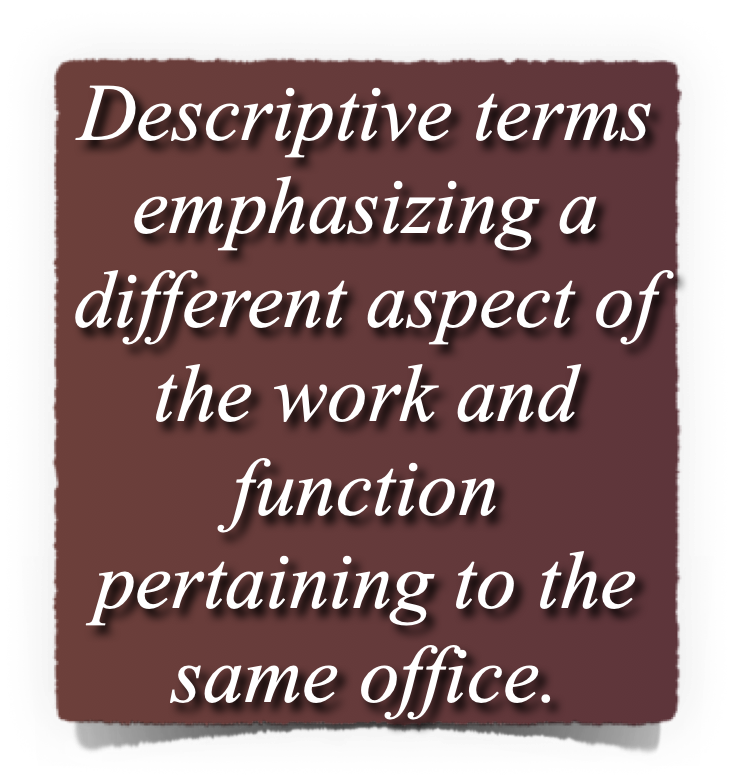 Descriptive terms
emphasizing a
different aspect of
the work and
function
pertaining to the
same office.